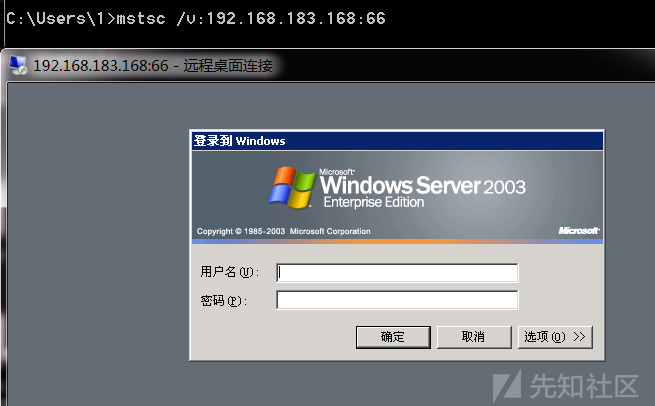 C:\Users\1>mstsc /v:192.168.183.168:66
192.168.183.168:66 - 远程桌面连接
登录到 Windows
Microsoft
Windows Server 2003
Enterprise Edition
Copyright © 1985-2003 Microsoft Corporation
Microsoft
用户名(U):
密码(P):
确定
取消
选项(O) >>
先知社区